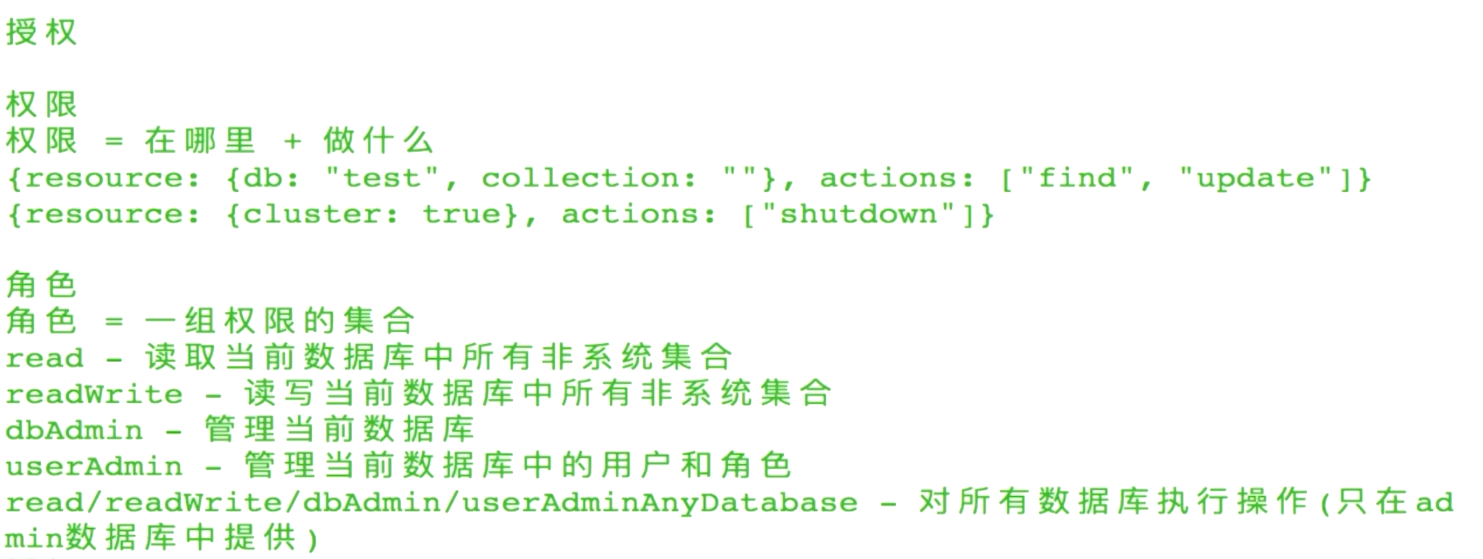 授权
权限
权限 = 在哪里 + 做什么
{resource: {db: "test", collection: ""}, actions: ["find", "update"]}
{resource: {cluster: true}, actions: ["shutdown"]}
角色
角色 = 一组权限的集合
read - 读取当前数据库中所有非系统集合
readWrite - 读写当前数据库中所有非系统集合
dbAdmin - 管理当前数据库
userAdmin - 管理当前数据库中的用户和角色
read/readWrite/dbAdmin/userAdminAnyDatabase - 对所有数据库执行操作(只在ad
min数据库中提供)